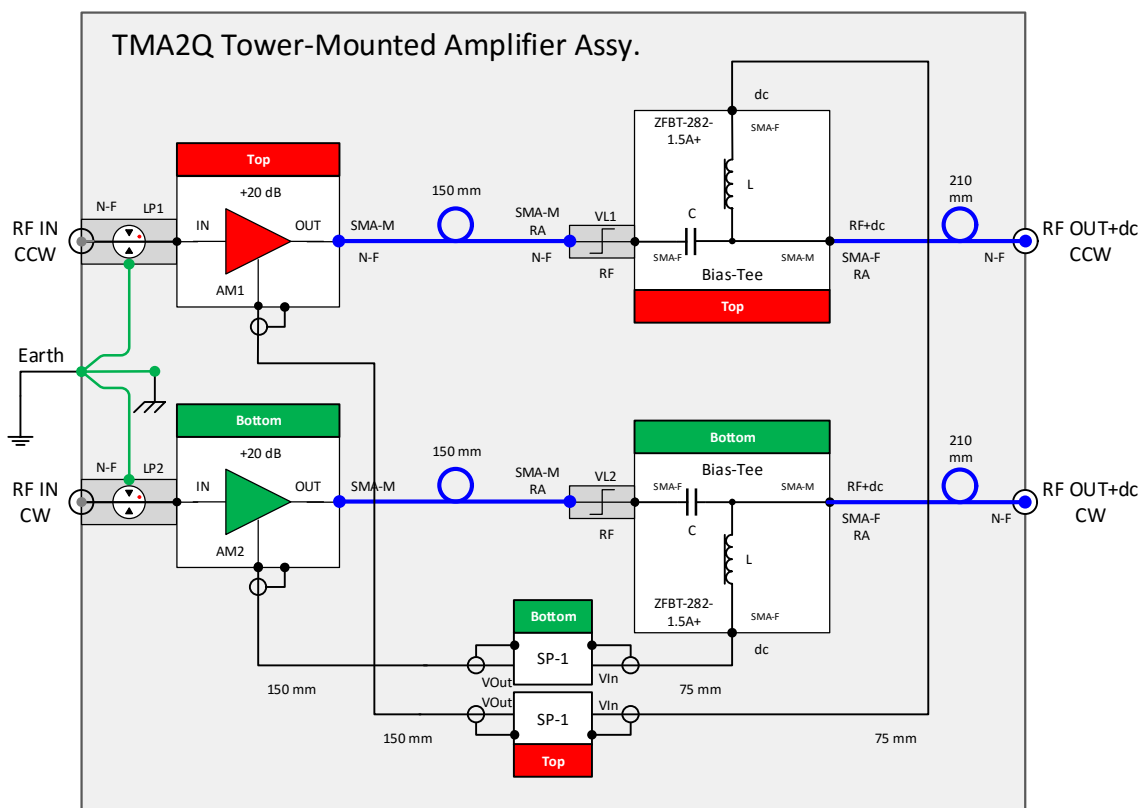 TMA2Q Tower-Mounted Amplifier Assy.
dc
ZFBT-282-
1.5A+
SMA-F
Top
+20 dB
150 mm
L
210
mm
N-F
LP1
RF IN
CCW
IN
OUT
SMA-M
N-F
SMA-M
RA
N-F
VL1
RF
C
SMA-F
SMA-M
Bias-Tee
RF+dc
SMA-F
RA
N-F
RF OUT+dc
CCW
AM1
Top
Earth
Bottom
+20 dB
150 mm
Bottom
Bias-Tee
210
mm
N-F
LP2
RF IN
CW
IN
OUT
SMA-M
SMA-M
RA
VL2
RF
SMA-F
C
SMA-M
RF+dc
SMA-F
RA
N-F
RF OUT+dc
CW
AM2
L
ZFBT-282-
1.5A+
SMA-F
dc
Bottom
SP-1
VOut
VIn
150 mm
75 mm
VOut
VIn
SP-1
150 mm
75 mm
Top